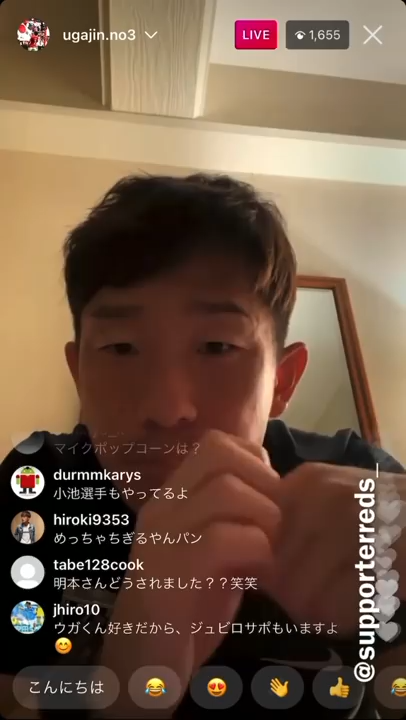 ugajin.no3
LIVE
1,655
マイクポップコーンは？
durmmkarys
小池選手もやってるよ
hiroki9353
めっちゃちぎるやんパン
tabe128cook
明本さんどうされました？？笑笑
jhiro10
ウガくん好きだから、ジュビロサポもいますよ
😊
こんにちは
@supporterreds_